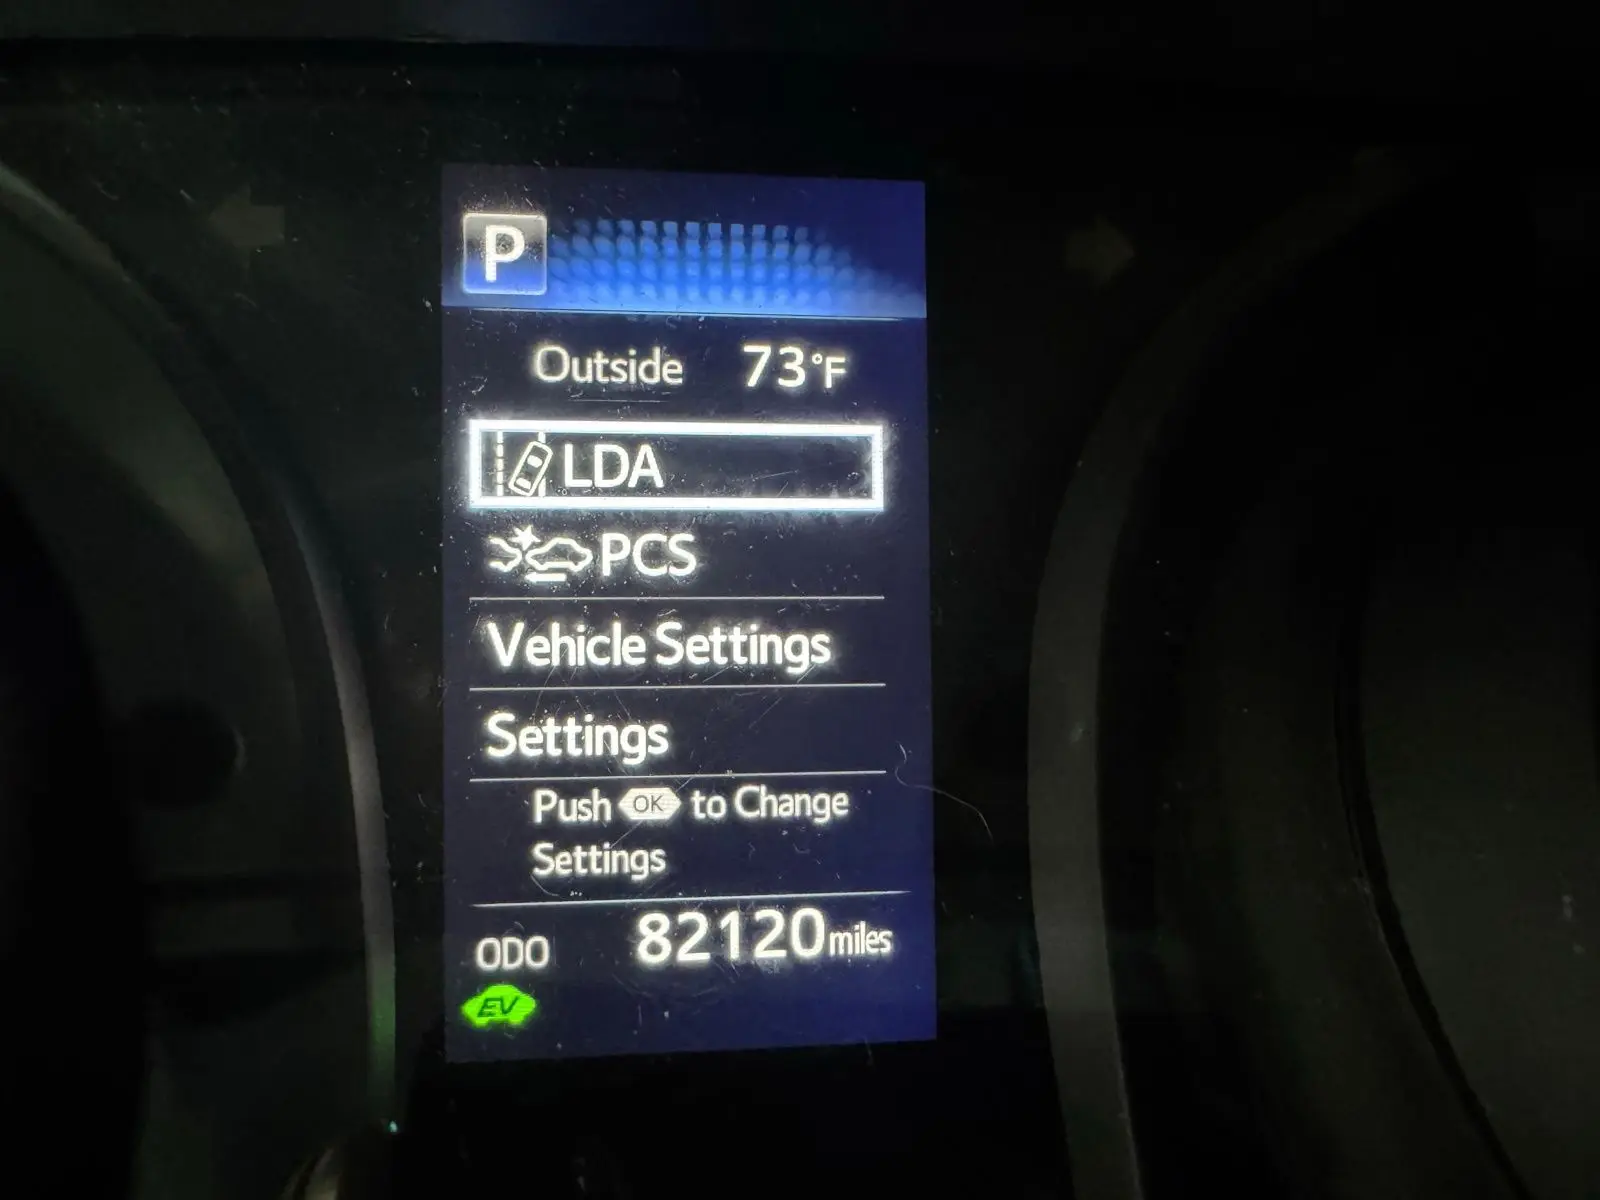 P
Outside 73°F
LDA
PCS
Vehicle Settings
Settings
Push OK to Change
Settings
ODO 82120 miles
EV